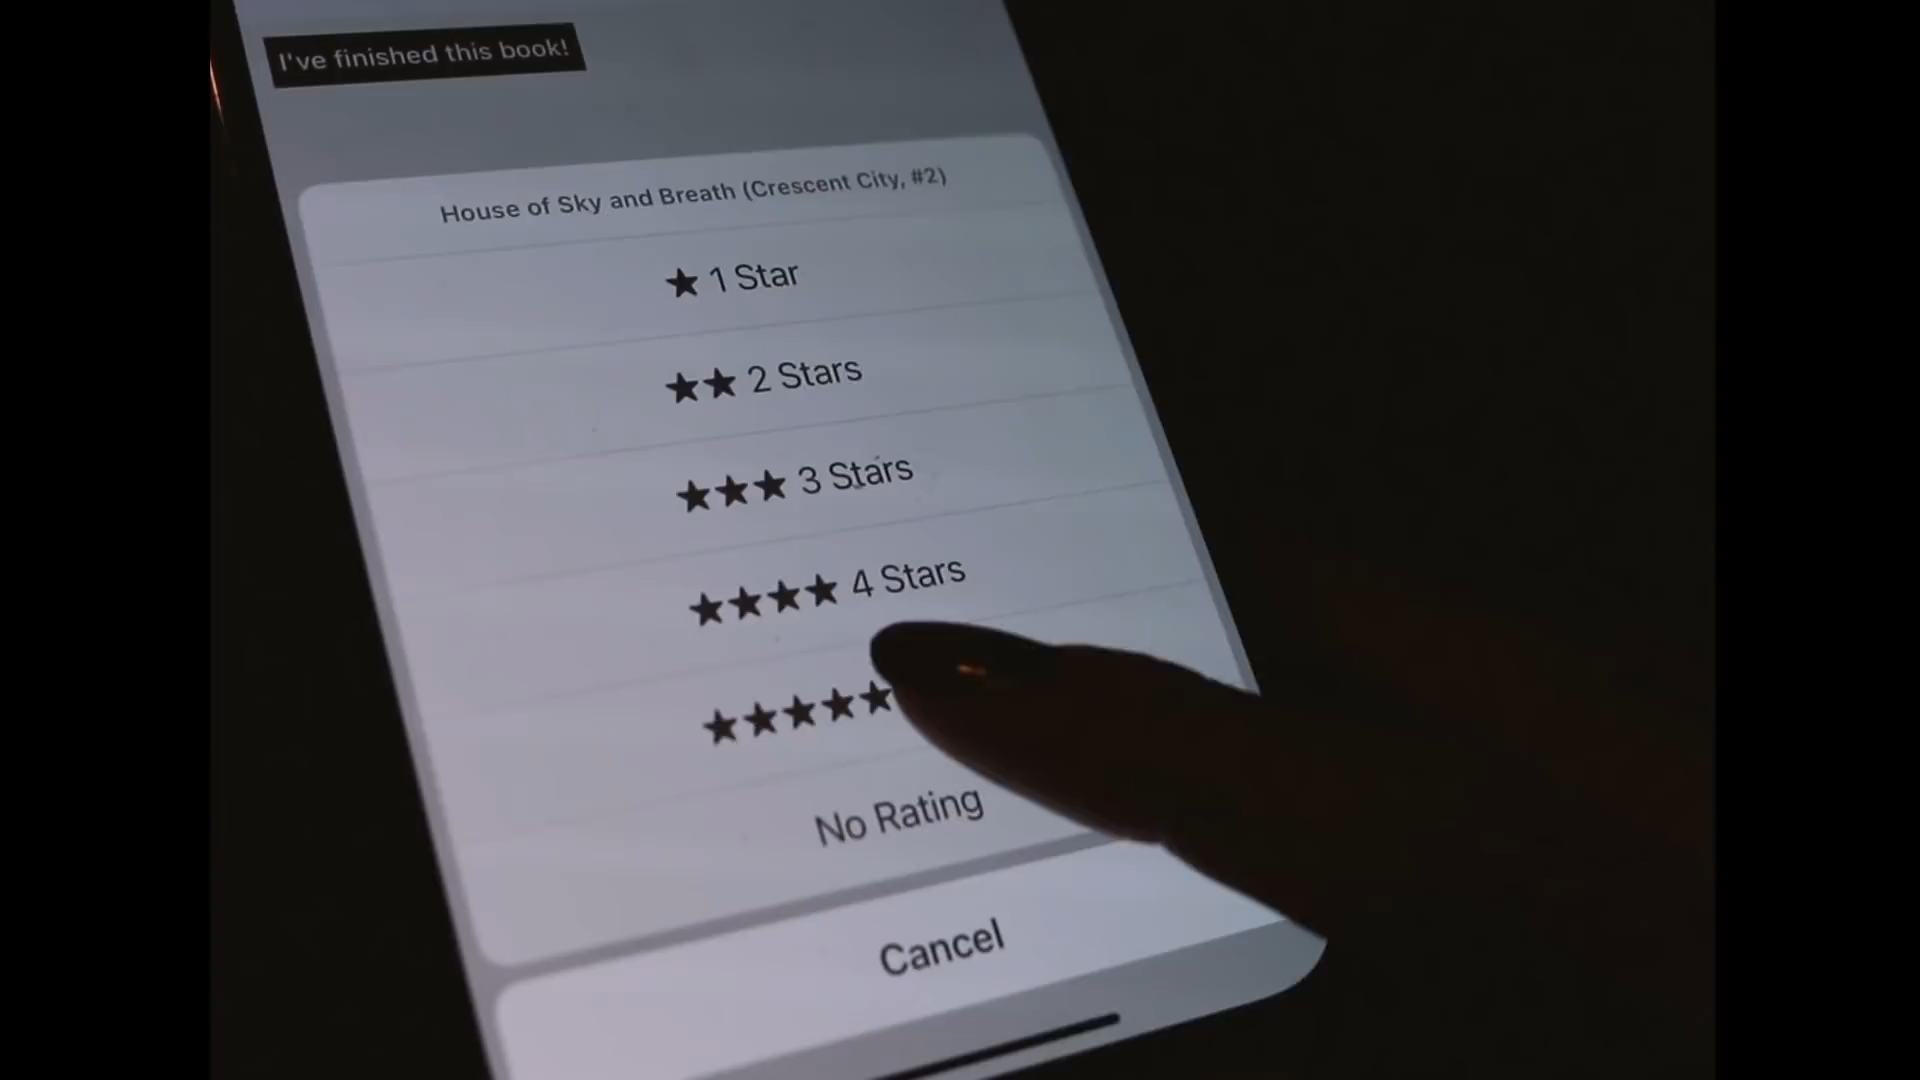 I've finished this book!
House of Sky and Breath (Crescent City, #2)
★ 1 Star
★★ 2 Stars
★★★ 3 Stars
★★★★ 4 Stars
★★★★★
No Rating
Cancel